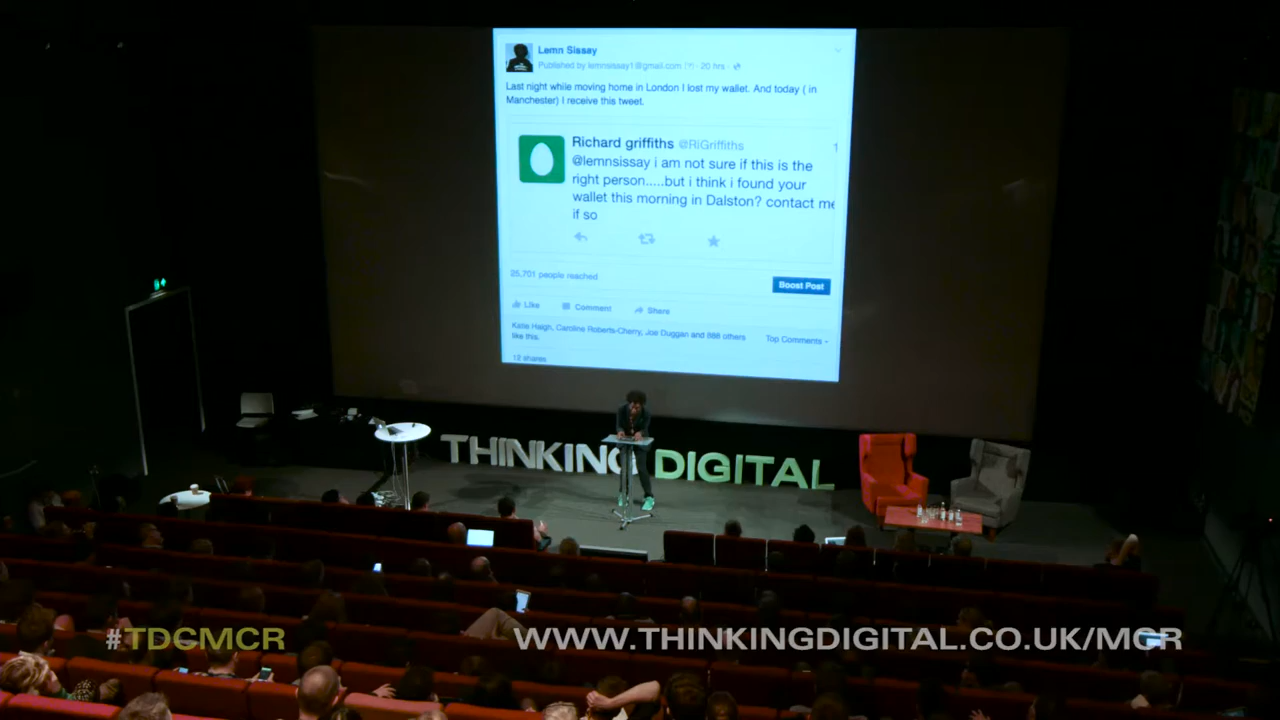 Lemn Sissay
Published by lemnsissay1@gmail.com [?] · 20 hrs ·
Last night while moving home in London I lost my wallet. And today ( in
Manchester) I receive this tweet.
Richard griffiths @RiGriffiths 1
@lemnsissay i am not sure if this is the
right person.....but i think i found your
wallet this morning in Dalston? contact me
if so
25,701 people reached
Boost Post
Like Comment Share
Katie Haigh, Caroline Roberts-Cherry, Joe Duggan and 888 others
like this.
Top Comments
12 shares
THINKING DIGITAL
#TDCMCR
WWW.THINKINGDIGITAL.CO.UK/MCR